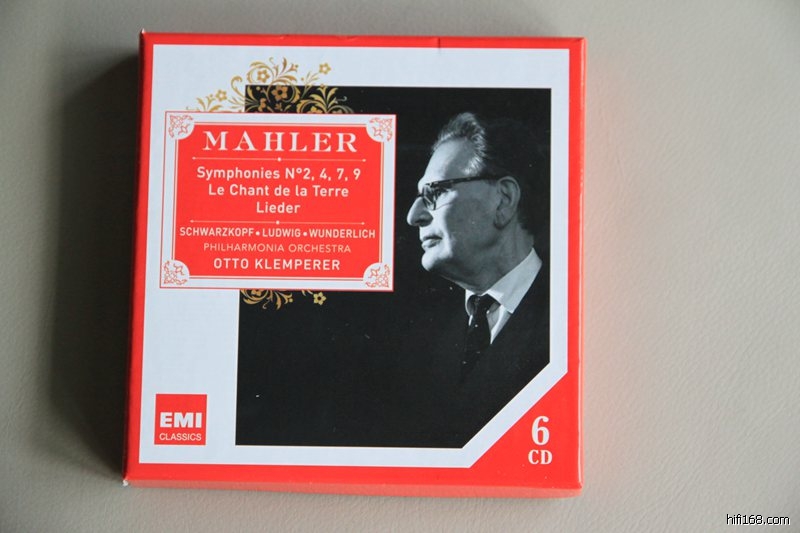 MAHLER
Symphonies N°2, 4, 7, 9
Le Chant de la Terre
Lieder
SCHWARZKOPF • LUDWIG • WUNDERLICH
PHILHARMONIA ORCHESTRA
OTTO KLEMPERER
EMI
CLASSICS
6
CD
hifi168.com